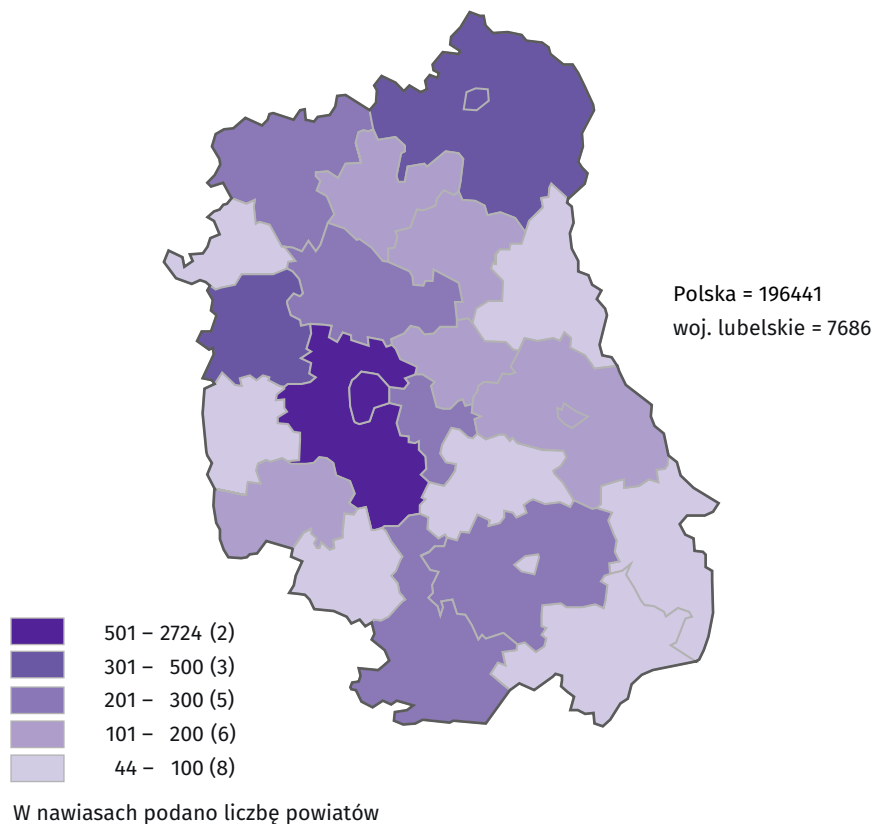 Polska = 196441
woj. lubelskie = 7686
501 – 2724 (2)
301 – 500 (3)
201 – 300 (5)
101 – 200 (6)
44 – 100 (8)
W nawiasach podano liczbę powiatów